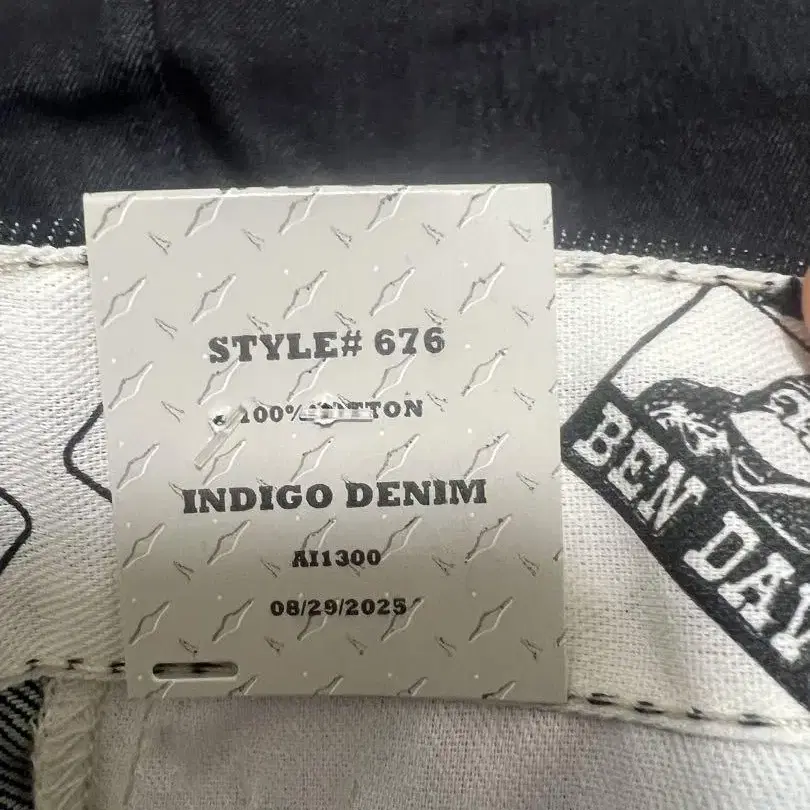 STYLE# 676
100% COTTON
INDIGO DENIM
AI1300
08/29/2025
BEN DAV